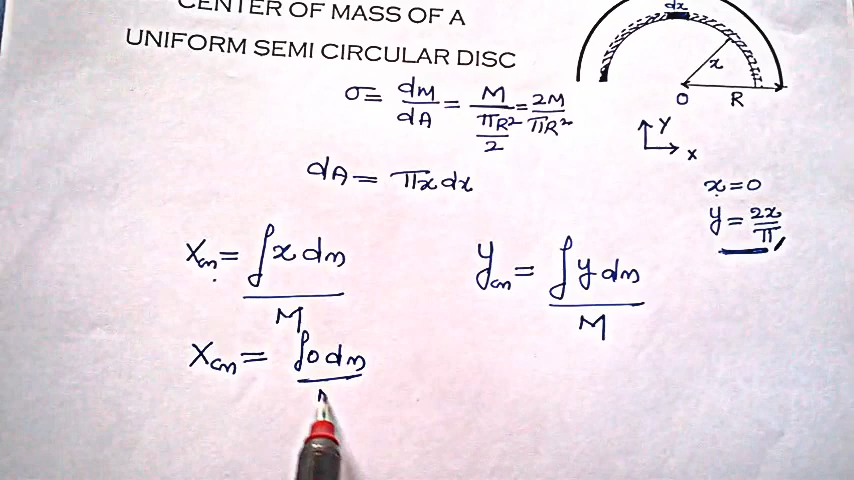 CENTER OF MASS OF A
UNIFORM SEMI CIRCULAR DISC
dx
x
O
R
Y
X
σ = dM/dA = M/(πR²/2) = 2M/πR²
dA = πx dx
x = 0
y = 2x/π
Xcm = ∫x dm / M
Ycm = ∫y dm / M
Xcm = ∫0 dm